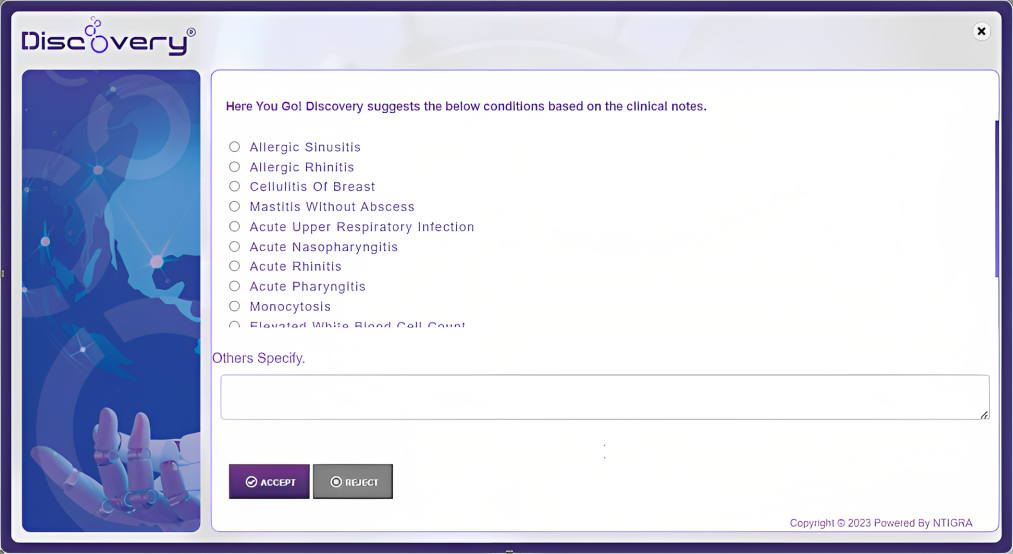 Discovery®
Here You Go! Discovery suggests the below conditions based on the clinical notes.
Allergic Sinusitis
Allergic Rhinitis
Cellulitis Of Breast
Mastitis WIthout Abscess
Acute Upper Respiratory Infection
Acute Nasopharyngitis
Acute Rhinitis
Acute Pharyngitis
Monocytosis
Elevated White Blood Cell Count
Others Specify.
ACCEPT
REJECT
Copyright © 2023 Powered By NTIGRA